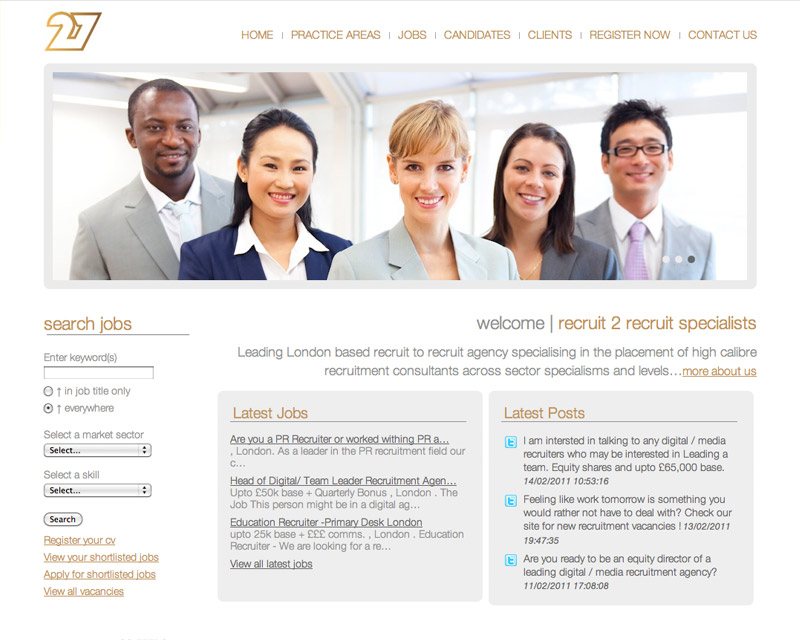 27
HOME | PRACTICE AREAS | JOBS | CANDIDATES | CLIENTS | REGISTER NOW | CONTACT US
search jobs
Enter keyword(s)
↑ in job title only
↑ everywhere
Select a market sector
Select...
Select a skill
Select...
Search
Register your cv
View your shortlisted jobs
Apply for shortlisted jobs
View all vacancies
welcome | recruit 2 recruit specialists
Leading London based recruit to recruit agency specialising in the placement of high calibre
recruitment consultants across sector specialisms and levels...more about us
Latest Jobs
Are you a PR Recruiter or worked withing PR a...
, London. As a leader in the PR recruitment field our
c...
Head of Digital/ Team Leader Recruitment Agen...
Upto £50k base + Quarterly Bonus , London . The
Job This person might be in a digital ag...
Education Recruiter -Primary Desk London
upto 25k base + £££ comms. , London . Education
Recruiter - We are looking for a re...
View all latest jobs
Latest Posts
I am intersted in talking to any digital / media
recruiters who may be interested in Leading a
team. Equity shares and upto £65,000 base.
14/02/2011 10:53:16
Feeling like work tomorrow is something you
would rather not have to deal with? Check our
site for new recruitment vacancies ! 13/02/2011
19:47:35
Are you ready to be an equity director of a
leading digital / media recruitment agency?
11/02/2011 17:08:08